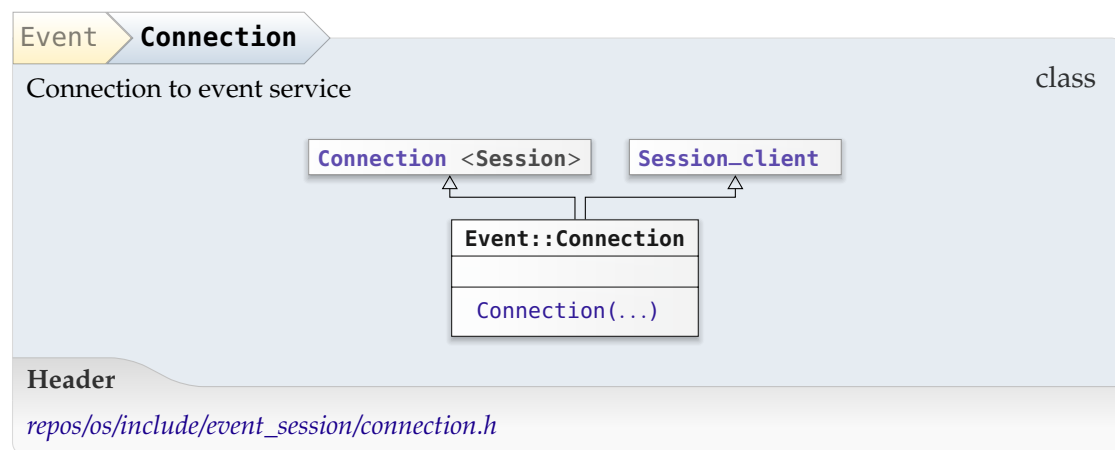 Event Connection
class
Connection to event service
Connection <Session> Session_client
Event::Connection
Connection(...)
Header
repos/os/include/event_session/connection.h